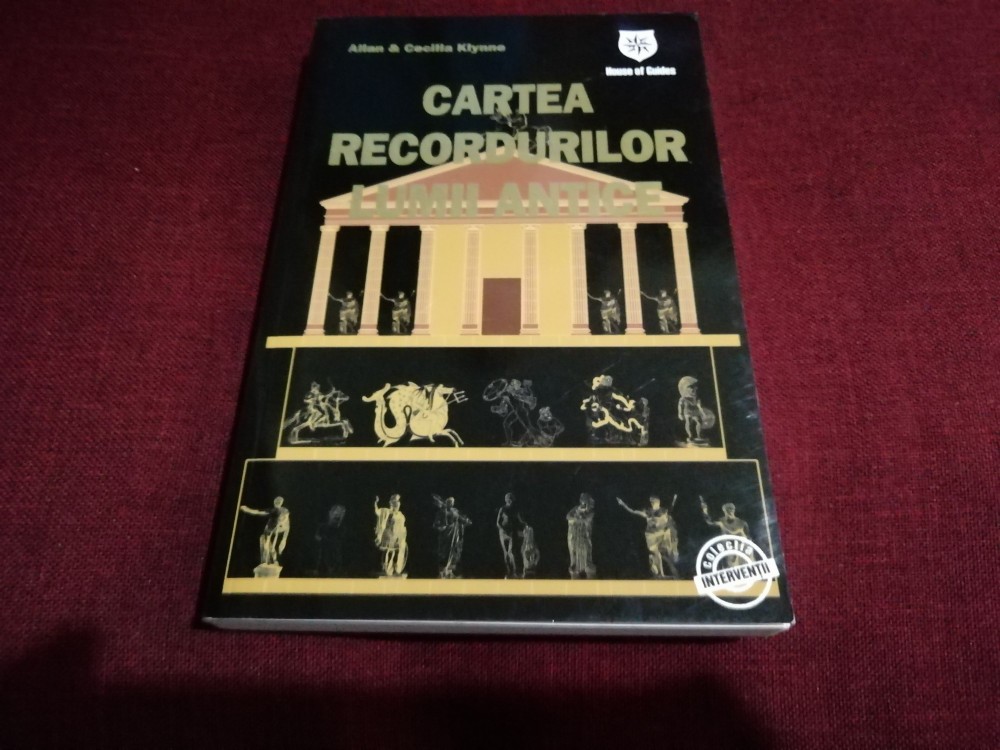 Allan & Cecilia Klynne
House of Guides
CARTEA
RECORDURILOR
LUMII ANTICE
colecția
INTERVENȚII